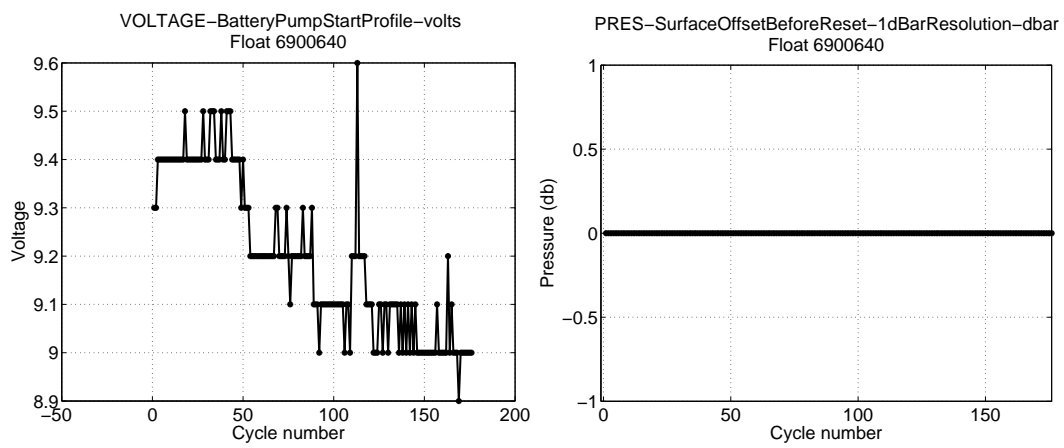 VOLTAGE−BatteryPumpStartProfile−volts
Float 6900640
9.6
9.5
9.4
9.3
9.2
9.1
9
8.9
Voltage
−50 0 50 100 150 200
Cycle number
PRES−SurfaceOffsetBeforeReset−1dBarResolution−dbar
Float 6900640
1
0.5
0
−0.5
−1
Pressure (db)
0 50 100 150
Cycle number